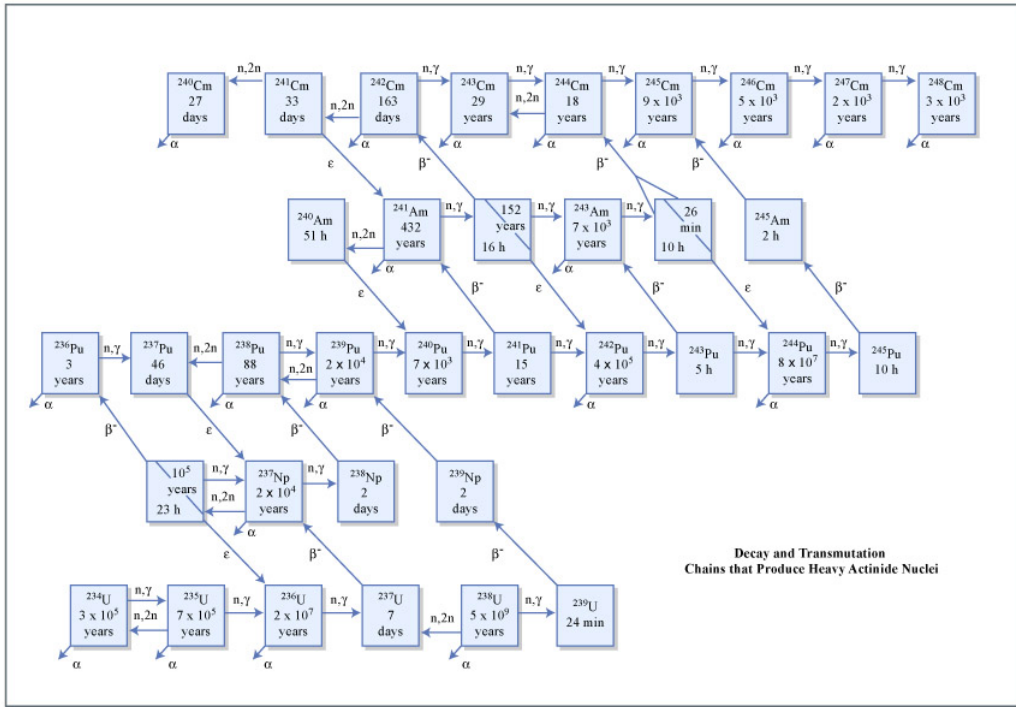 n,2n
n,γ
n,γ
n,γ
n,γ
n,γ
n,γ
²⁴⁰Cm
27
days
²⁴¹Cm
33
days
²⁴²Cm
163
days
²⁴³Cm
29
years
²⁴⁴Cm
18
years
²⁴⁵Cm
9 x 10³
years
²⁴⁶Cm
5 x 10³
years
²⁴⁷Cm
2 x 10³
years
²⁴⁸Cm
3 x 10³
years
n,2n
n,2n
α
α
α
α
α
α
α
α
ε
β⁻
β⁻
β⁻
²⁴⁰Am
51 h
n,2n
²⁴¹Am
432
years
n,γ
152
years
16 h
n,γ
²⁴³Am
7 x 10³
years
n,γ
26
min
10 h
²⁴⁵Am
2 h
α
α
ε
β⁻
ε
β⁻
ε
β⁻
²³⁶Pu
3
years
n,γ
²³⁷Pu
46
days
n,2n
²³⁸Pu
88
years
n,γ
n,2n
²³⁹Pu
2 x 10⁴
years
n,γ
²⁴⁰Pu
7 x 10³
years
n,γ
²⁴¹Pu
15
years
n,γ
²⁴²Pu
4 x 10⁵
years
n,γ
²⁴³Pu
5 h
n,γ
²⁴⁴Pu
8 x 10⁷
years
n,γ
²⁴⁵Pu
10 h
α
α
α
α
α
α
β⁻
ε
β⁻
β⁻
10⁵
years
23 h
n,γ
n,2n
²³⁷Np
2 x 10⁴
years
n,γ
²³⁸Np
2
days
²³⁹Np
2
days
α
ε
β⁻
β⁻
Decay and Transmutation
Chains that Produce Heavy Actinide Nuclei
²³⁴U
3 x 10⁵
years
n,γ
n,2n
²³⁵U
7 x 10⁵
years
n,γ
²³⁶U
2 x 10⁷
years
n,γ
²³⁷U
7
days
n,2n
²³⁸U
5 x 10⁹
years
n,γ
²³⁹U
24 min
α
α
α
α